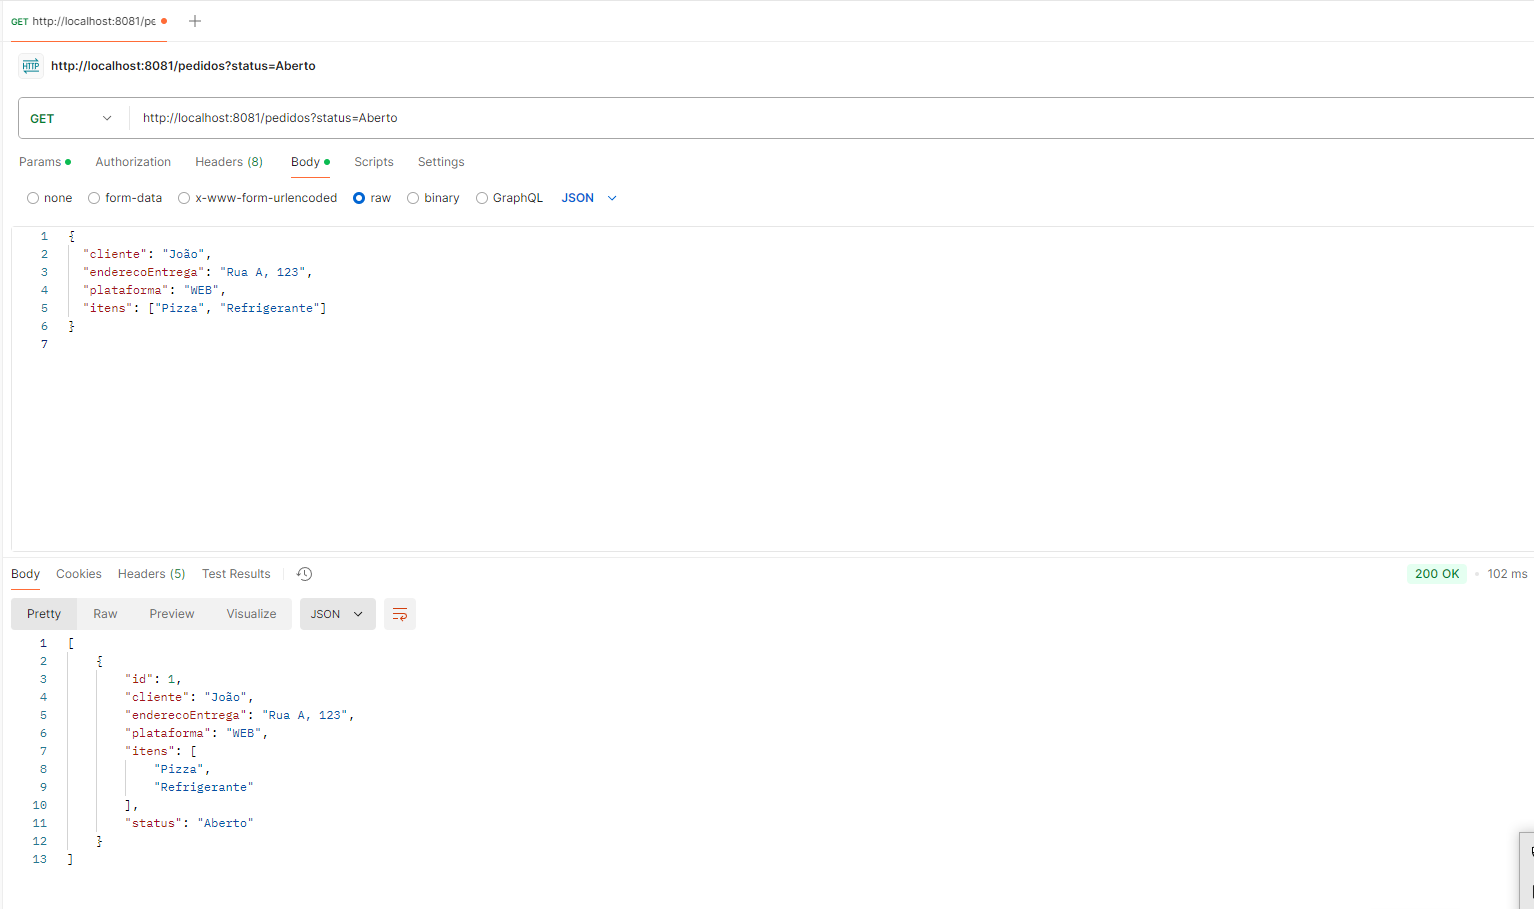 GET http://localhost:8081/pe
HTTP http://localhost:8081/pedidos?status=Aberto
GET http://localhost:8081/pedidos?status=Aberto
Params Authorization Headers (8) Body Scripts Settings
none form-data x-www-form-urlencoded raw binary GraphQL JSON
1 {
2 "cliente": "João",
3 "enderecoEntrega": "Rua A, 123",
4 "plataforma": "WEB",
5 "itens": ["Pizza", "Refrigerante"]
6 }
7
Body Cookies Headers (5) Test Results 200 OK • 102 ms
Pretty Raw Preview Visualize JSON
1 [
2 {
3 "id": 1,
4 "cliente": "João",
5 "enderecoEntrega": "Rua A, 123",
6 "plataforma": "WEB",
7 "itens": [
8 "Pizza",
9 "Refrigerante"
10 ],
11 "status": "Aberto"
12 }
13 ]